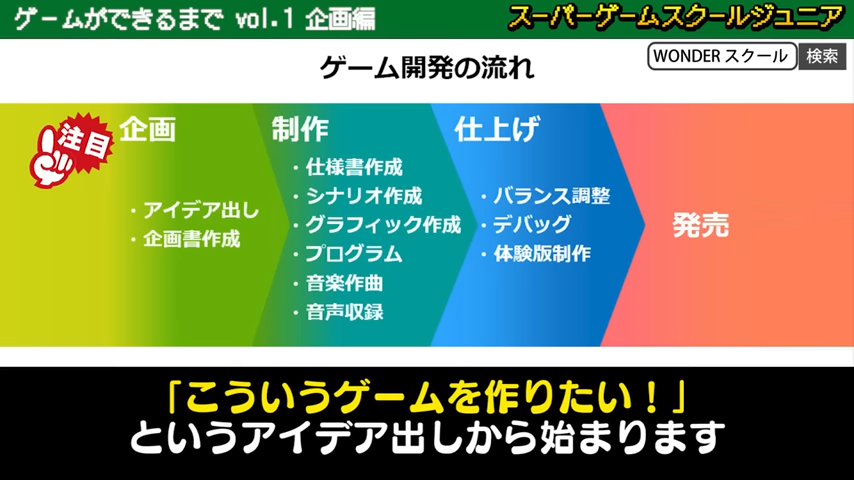 ゲームができるまで vol.1 企画編
スーパーゲームスクールジュニア
WONDER スクール 検索
ゲーム開発の流れ
注目
企画
・アイデア出し
・企画書作成
制作
・仕様書作成
・シナリオ作成
・グラフィック作成
・プログラム
・音楽作曲
・音声収録
仕上げ
・バランス調整
・デバッグ
・体験版制作
発売
「こういうゲームを作りたい！」
というアイデア出しから始まります